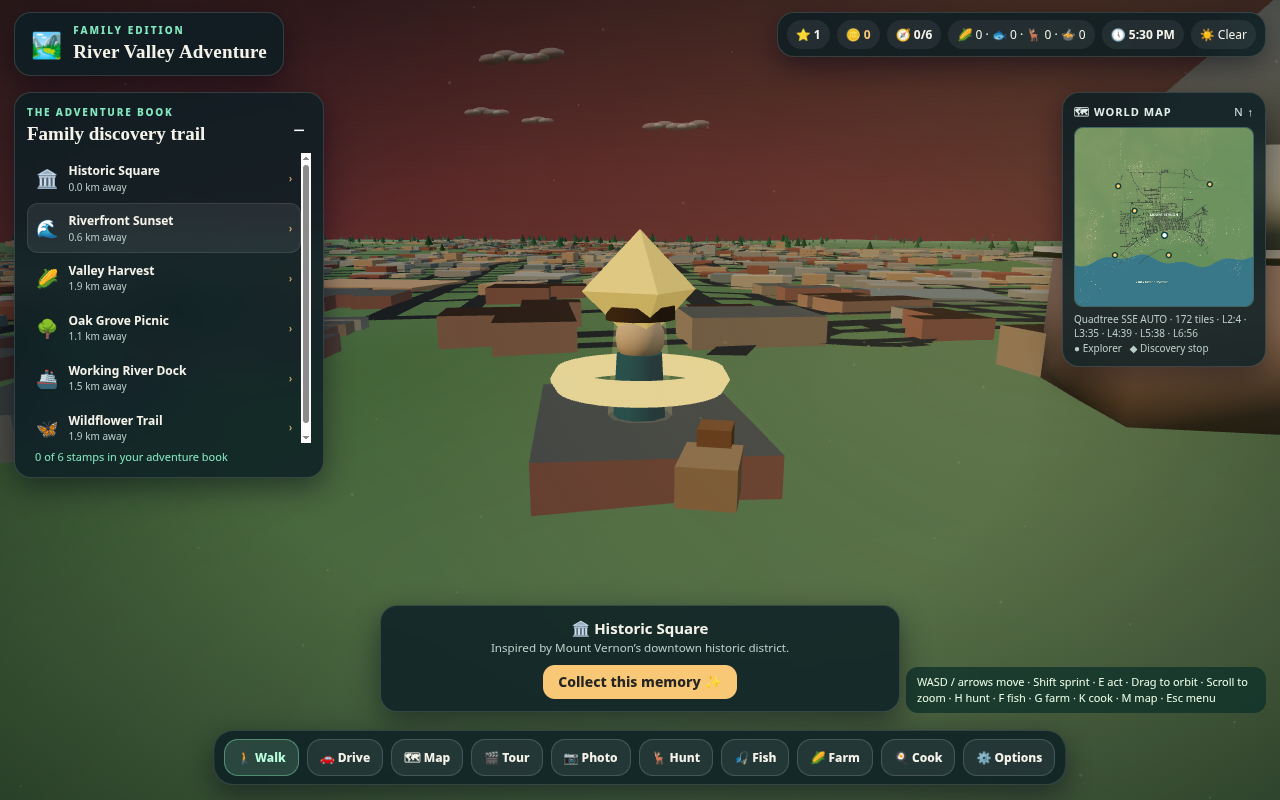 FAMILY EDITION
River Valley Adventure
⭐ 1
🪙 0
🧭 0/6
🌽 0 · 🐟 0 · 🦌 0 · 🍲 0
🕔 5:30 PM
☀️ Clear
THE ADVENTURE BOOK
Family discovery trail
−
Historic Square
0.0 km away
›
Riverfront Sunset
0.6 km away
›
Valley Harvest
1.9 km away
›
Oak Grove Picnic
1.1 km away
›
Working River Dock
1.5 km away
›
Wildflower Trail
1.9 km away
›
0 of 6 stamps in your adventure book
🗺 WORLD MAP
N ↑
Quadtree SSE AUTO · 172 tiles · L2:4 ·
L3:35 · L4:39 · L5:38 · L6:56
● Explorer ◆ Discovery stop
🏛️ Historic Square
Inspired by Mount Vernon’s downtown historic district.
Collect this memory ✨
WASD / arrows move · Shift sprint · E act · Drag to orbit · Scroll to
zoom · H hunt · F fish · G farm · K cook · M map · Esc menu
🚶 Walk
🚗 Drive
🗺 Map
🎬 Tour
📷 Photo
🦌 Hunt
🎣 Fish
🌽 Farm
🍳 Cook
⚙️ Options